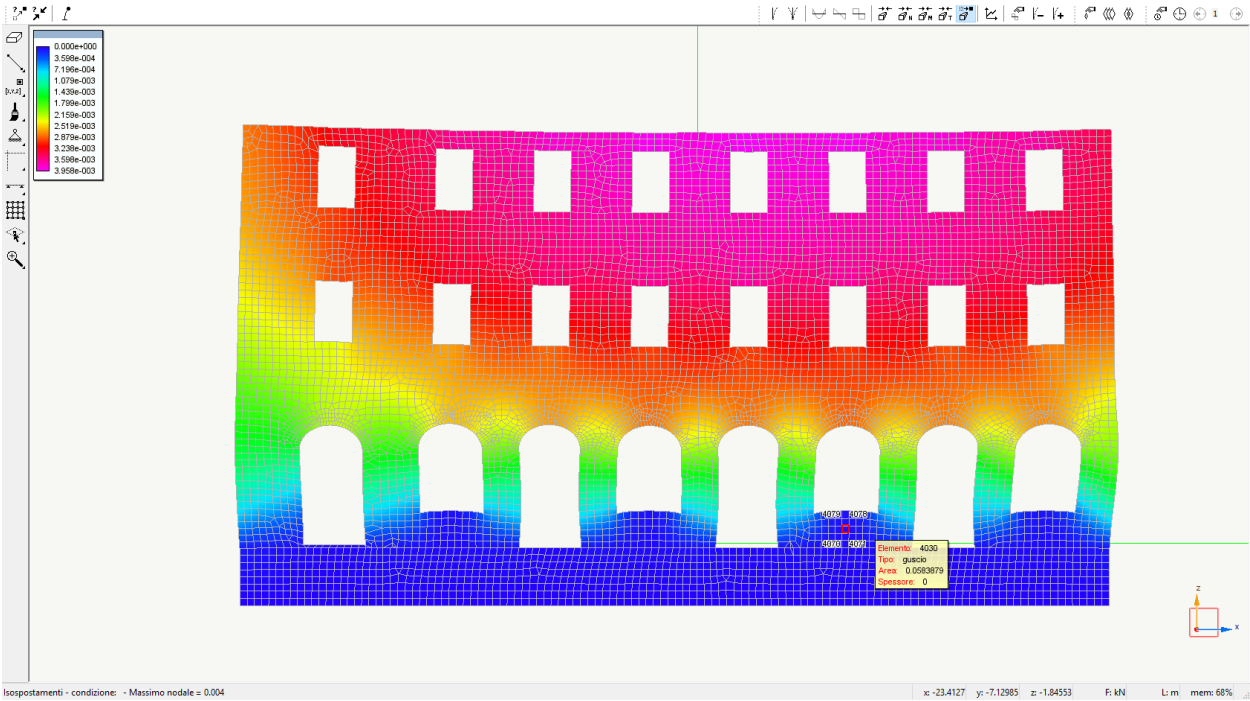 1
[x,y,z]
0.000e+000
3.598e-004
7.196e-004
1.079e-003
1.439e-003
1.799e-003
2.159e-003
2.519e-003
2.879e-003
3.238e-003
3.598e-003
3.958e-003
4079 4078
4070 4071
Elemento: 4030
Tipo: guscio
Area: 0.0583879
Spessore: 0
z
x
Isospostamenti - condizione: - Massimo nodale = 0.004
x: -23.4127 y: -7.12985 z: -1.84553 F: kN L: m mem: 68%